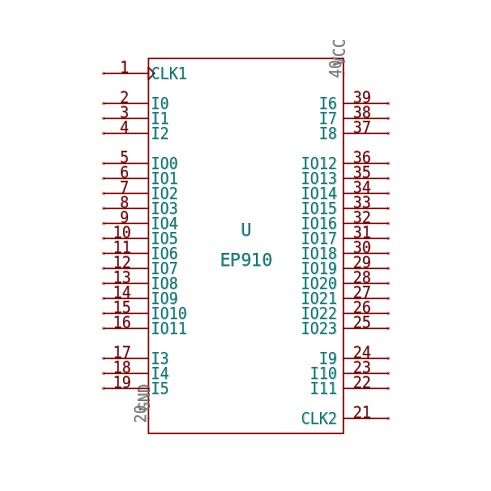 40 VCC
1 CLK1
2 I0 I6 39
3 I1 I7 38
4 I2 I8 37
5 IO0 IO12 36
6 IO1 IO13 35
7 IO2 IO14 34
8 IO3 IO15 33
9 IO4 IO16 32
10 IO5 IO17 31
11 IO6 IO18 30
12 IO7 IO19 29
13 IO8 IO20 28
14 IO9 IO21 27
15 IO10 IO22 26
16 IO11 IO23 25
U
EP910
17 I3 I9 24
18 I4 I10 23
19 I5 I11 22
20 GND
CLK2 21